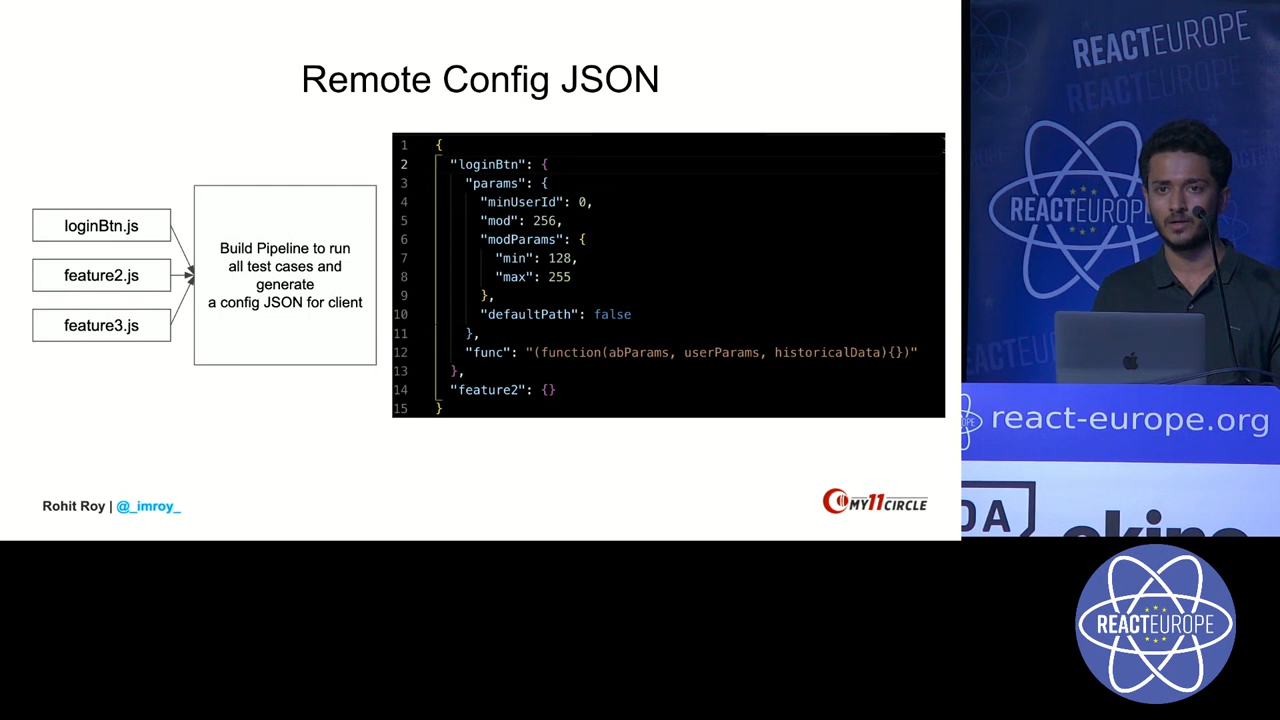 Remote Config JSON
loginBtn.js
feature2.js
feature3.js
Build Pipeline to run
all test cases and
generate
a config JSON for client
1 {
2 "loginBtn": {
3 "params": {
4 "minUserId": 0,
5 "mod": 256,
6 "modParams": {
7 "min": 128,
8 "max": 255
9 },
10 "defaultPath": false
11 },
12 "func": "(function(abParams, userParams, historicalData){})"
13 },
14 "feature2": {}
15 }
Rohit Roy | @_imroy_
MY11CIRCLE
REACTEUROPE
REACTEUROPE
REACTEUROPE
REACTEU
react-europe.org
DA
REACTEUROPE